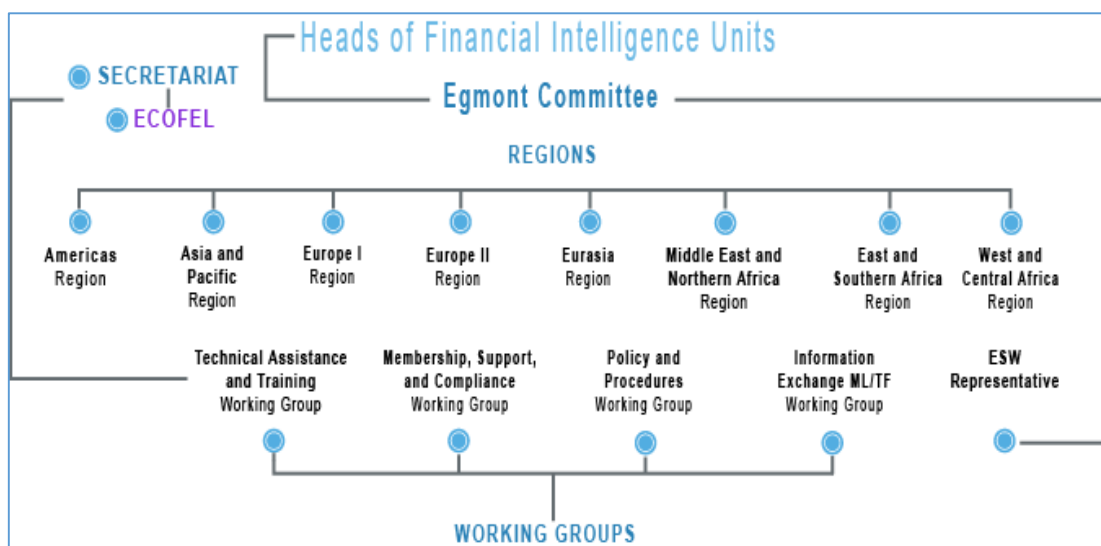 Heads of Financial Intelligence Units
SECRETARIAT
ECOFEL
Egmont Committee
REGIONS
Americas
Region
Asia and
Pacific
Region
Europe I
Region
Europe II
Region
Eurasia
Region
Middle East and
Northern Africa
Region
East and
Southern Africa
Region
West and
Central Africa
Region
Technical Assistance
and Training
Working Group
Membership, Support,
and Compliance
Working Group
Policy and
Procedures
Working Group
Information
Exchange ML/TF
Working Group
ESW
Representative
WORKING GROUPS